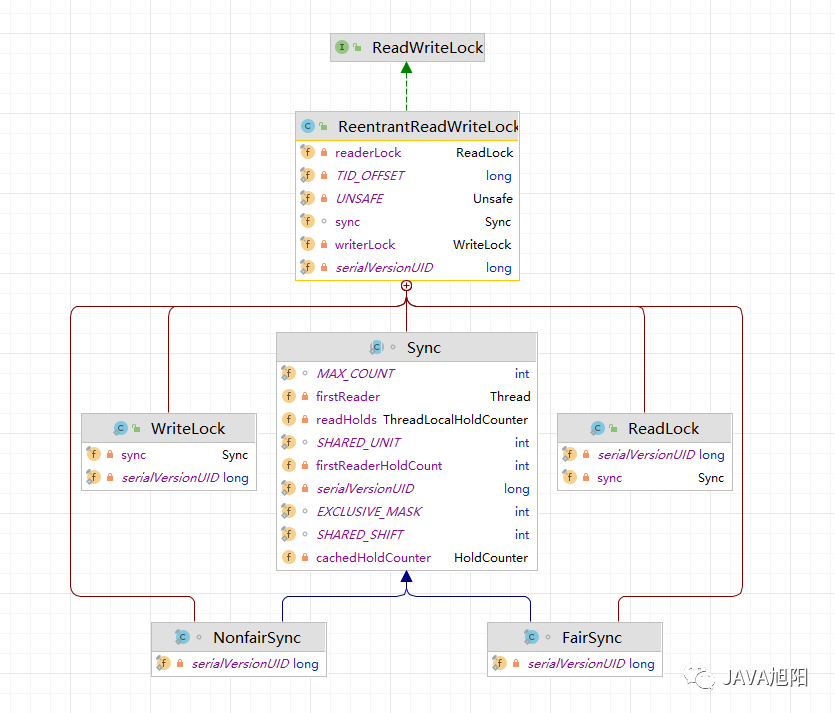 ReadWriteLock
ReentrantReadWriteLock
readerLock ReadLock
TID_OFFSET long
UNSAFE Unsafe
sync Sync
writerLock WriteLock
serialVersionUID long
Sync
MAX_COUNT int
firstReader Thread
readHolds ThreadLocalHoldCounter
SHARED_UNIT int
firstReaderHoldCount int
serialVersionUID long
EXCLUSIVE_MASK int
SHARED_SHIFT int
cachedHoldCounter HoldCounter
WriteLock
sync Sync
serialVersionUID long
ReadLock
serialVersionUID long
sync Sync
NonfairSync
serialVersionUID long
FairSync
serialVersionUID long
JAVA旭阳